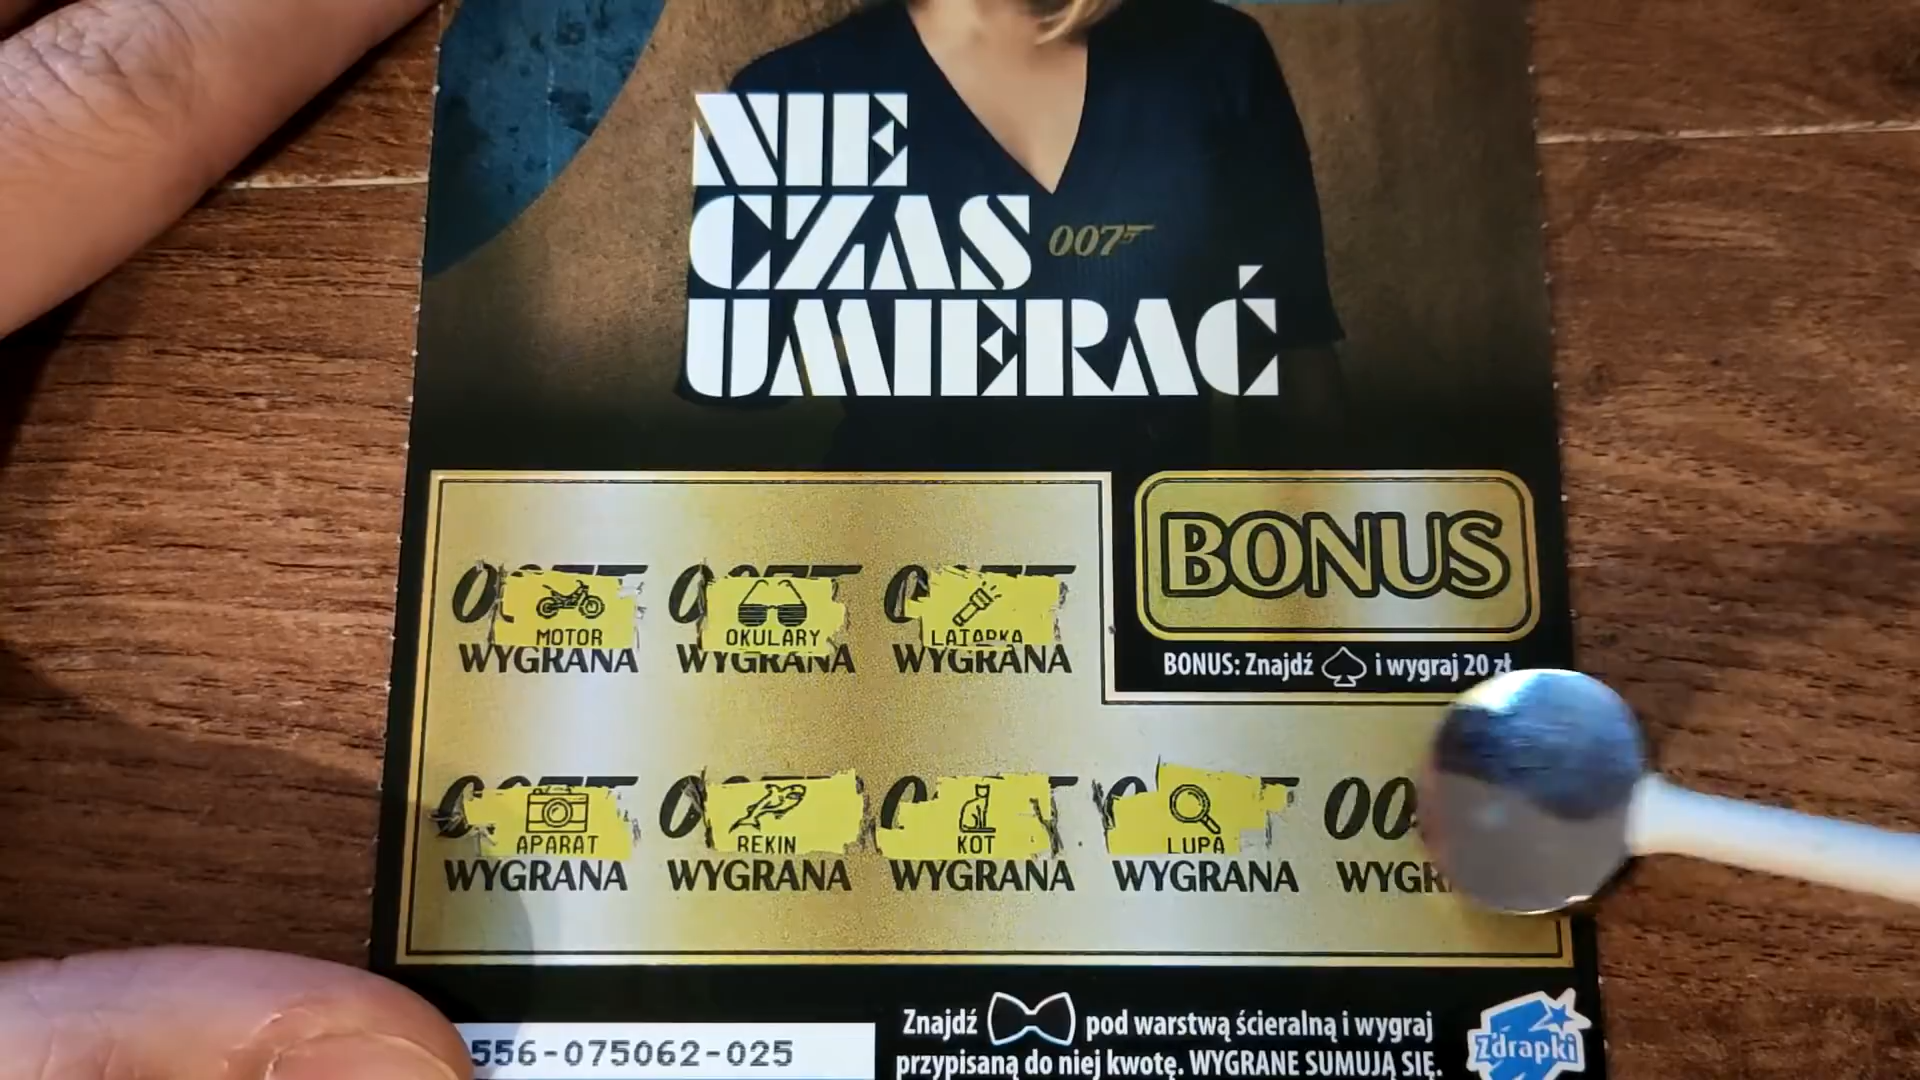 NIE
CZAS 007
UMIERAĆ
BONUS
MOTOR OKULARY LATARKA
WYGRANA WYGRANA WYGRANA
BONUS: Znajdź i wygraj 20 zł
007
APARAT REKIN KOT LUPA
WYGRANA WYGRANA WYGRANA WYGRANA
Znajdź pod warstwą ścieralną i wygraj
przypisaną do niej kwotę. WYGRANE SUMUJĄ SIĘ.
556-075062-025
Zdrapki